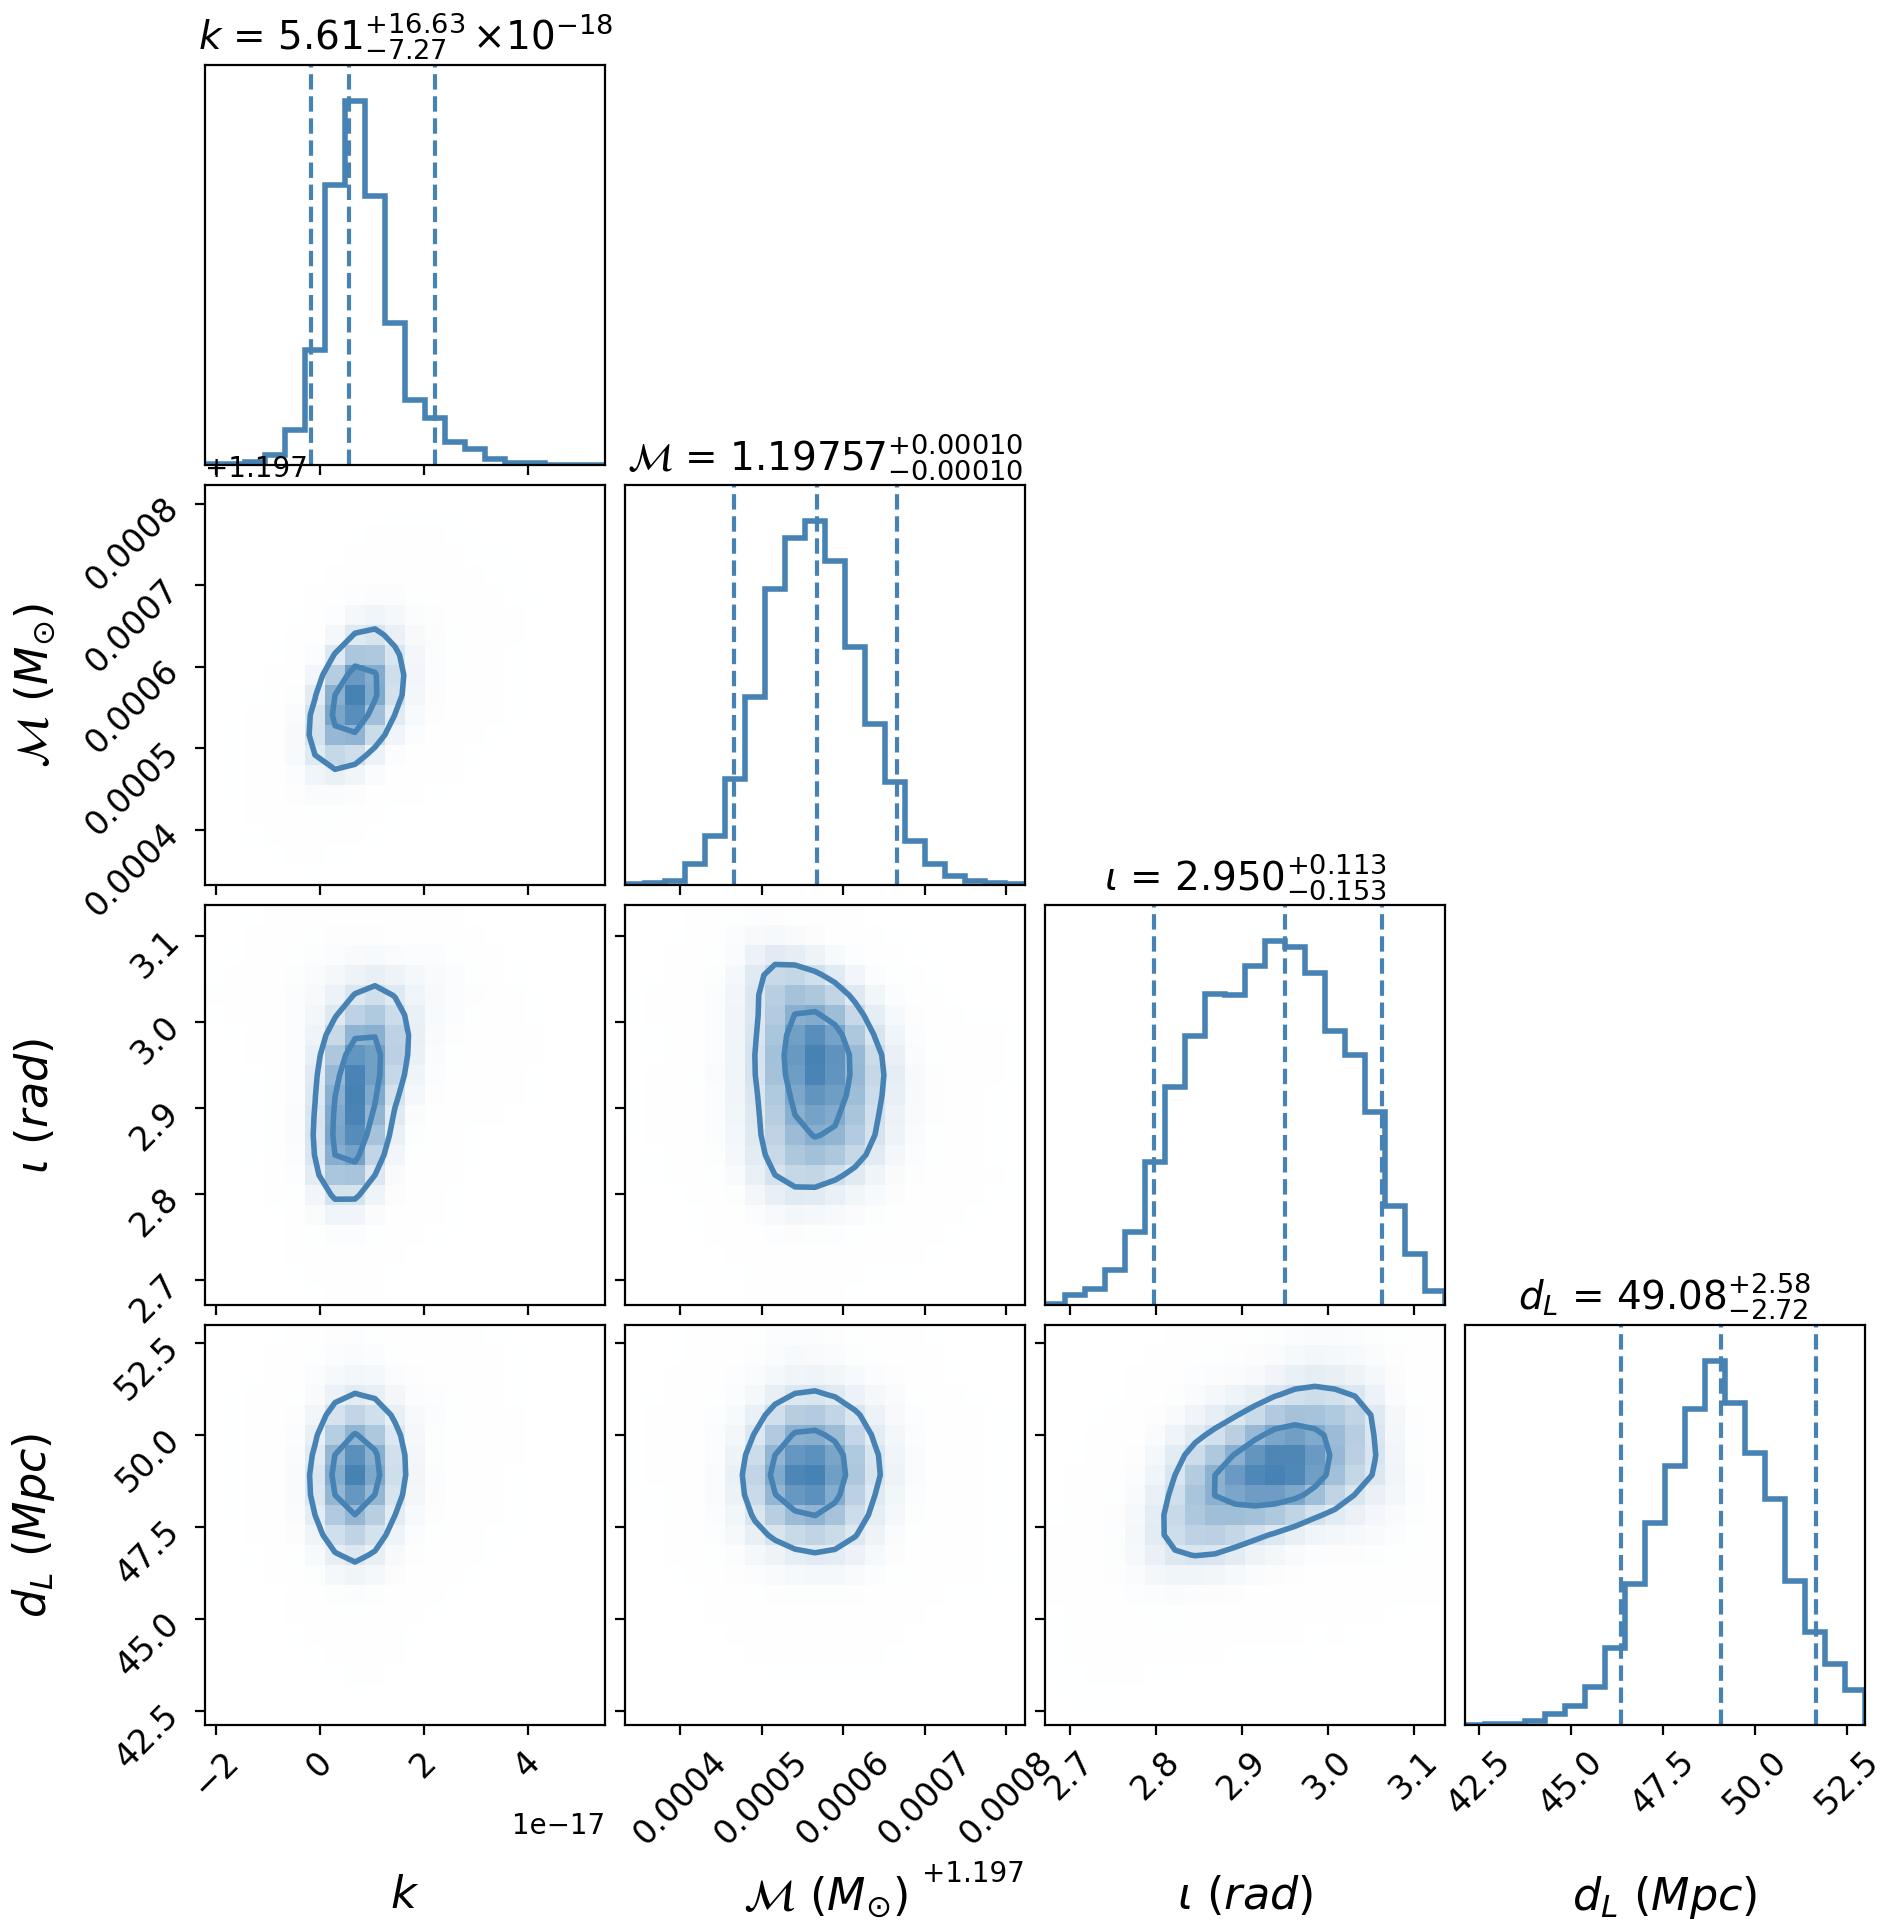 k = 5.61 +16.63 −7.27 ×10−18
+1.197
ℳ = 1.19757 +0.00010 −0.00010
0.0008
0.0007
0.0006
0.0005
0.0004
ℳ (M⊙)
ι = 2.950 +0.113 −0.153
3.1
3.0
2.9
2.8
2.7
ι (rad)
dL = 49.08 +2.58 −2.72
52.5
50.0
47.5
45.0
42.5
dL (Mpc)
−2 0 2 4
1e−17
k
0.0004 0.0005 0.0006 0.0007 0.0008
+1.197
ℳ (M⊙)
2.7 2.8 2.9 3.0 3.1
ι (rad)
42.5 45.0 47.5 50.0 52.5
dL (Mpc)